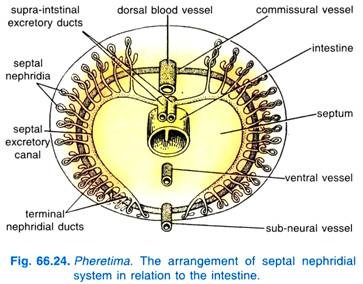 supra-intstinal
excretory ducts
dorsal blood vessel
commissural vessel
intestine
septal
nephridia
septum
septal
excretory
canal
ventral vessel
terminal
nephridial ducts
sub-neural vessel
Fig. 66.24. Pheretima. The arrangement of septal nephridial
system in relation to the intestine.